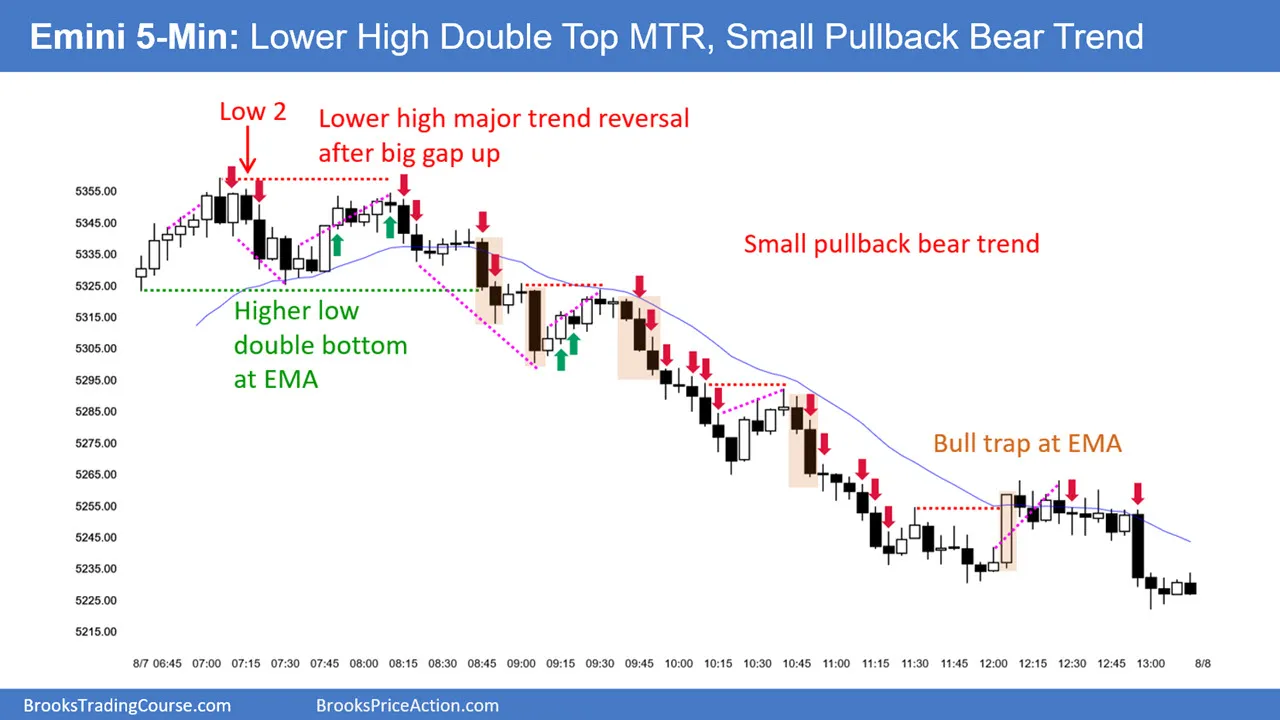 Emini 5-Min: Lower High Double Top MTR, Small Pullback Bear Trend
Low 2
Lower high major trend reversal
after big gap up
Small pullback bear trend
Higher low
double bottom
at EMA
Bull trap at EMA
5355.00
5345.00
5335.00
5325.00
5315.00
5305.00
5295.00
5285.00
5275.00
5265.00
5255.00
5245.00
5235.00
5225.00
5215.00
8/7 06:45 07:00 07:15 07:30 07:45 08:00 08:15 08:30 08:45 09:00 09:15 09:30 09:45 10:00 10:15 10:30 10:45 11:00 11:15 11:30 11:45 12:00 12:15 12:30 12:45 13:00 8/8
BrooksTradingCourse.com BrooksPriceAction.com